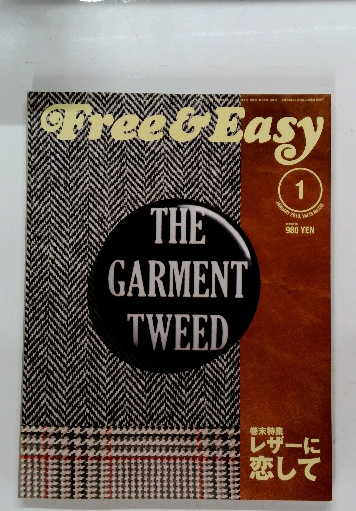 Free & Easy
1
980 YEN
THE
GARMENT
TWEED
巻末特集
レザーに
恋して